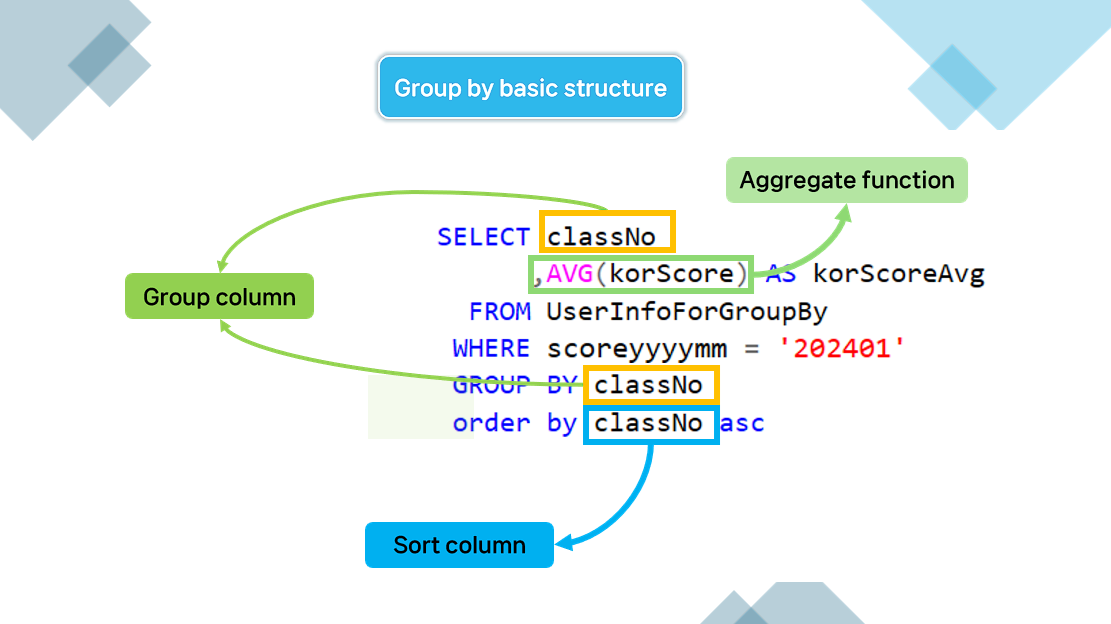 Group by basic structure
Aggregate function
SELECT classNo
,AVG(korScore) AS korScoreAvg
Group column
FROM UserInfoForGroupBy
WHERE scoreyyyymm = '202401'
GROUP BY classNo
order by classNo asc
Sort column